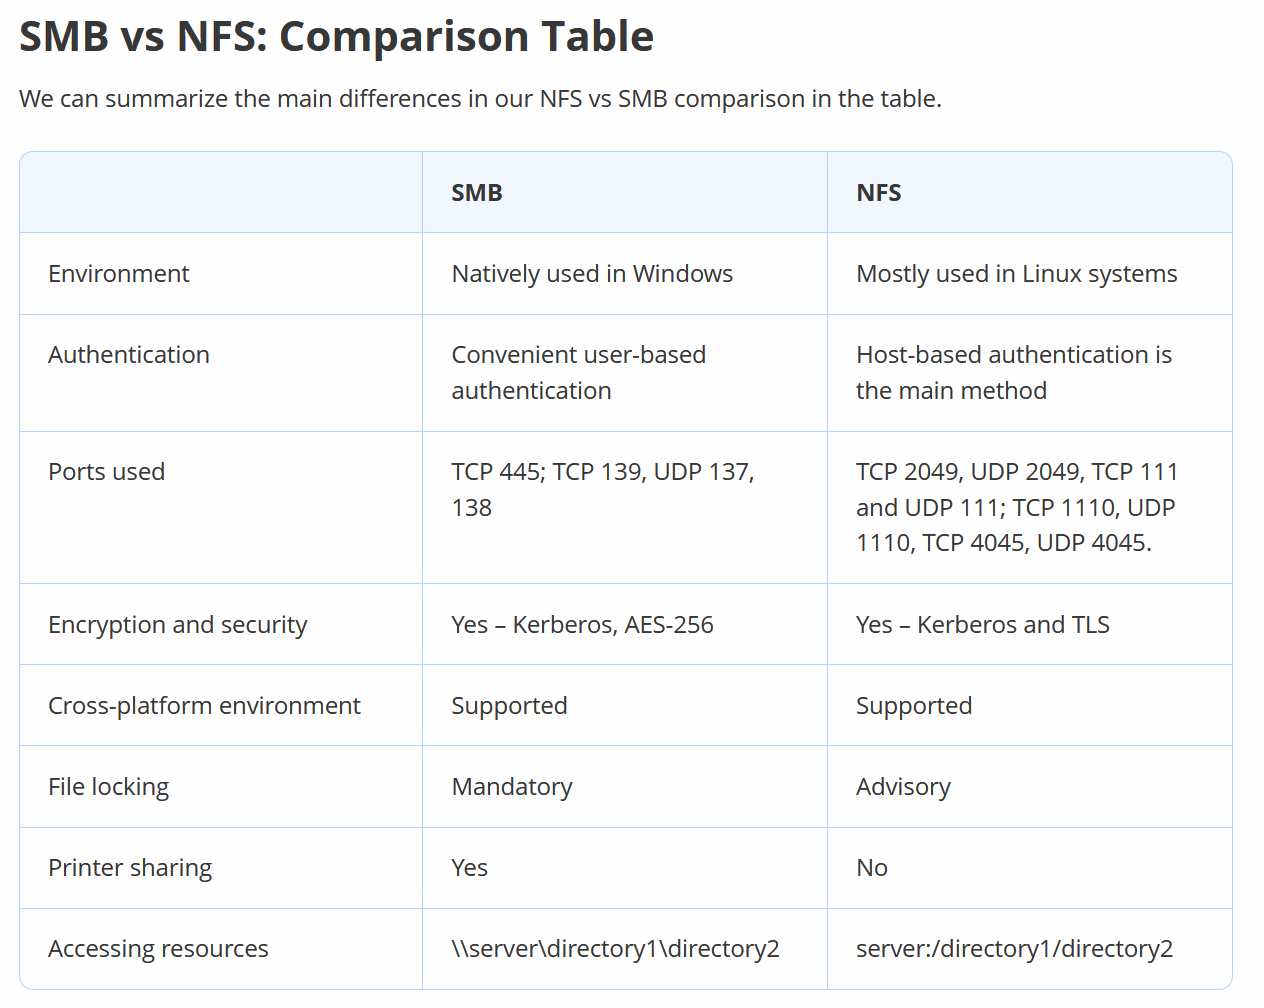 SMB vs NFS: Comparison Table
We can summarize the main differences in our NFS vs SMB comparison in the table.
SMB
NFS
Environment
Natively used in Windows
Mostly used in Linux systems
Authentication
Convenient user-based
authentication
Host-based authentication is
the main method
Ports used
TCP 445; TCP 139, UDP 137,
138
TCP 2049, UDP 2049, TCP 111
and UDP 111; TCP 1110, UDP
1110, TCP 4045, UDP 4045.
Encryption and security
Yes – Kerberos, AES-256
Yes – Kerberos and TLS
Cross-platform environment
Supported
Supported
File locking
Mandatory
Advisory
Printer sharing
Yes
No
Accessing resources
\\server\directory1\directory2
server:/directory1/directory2